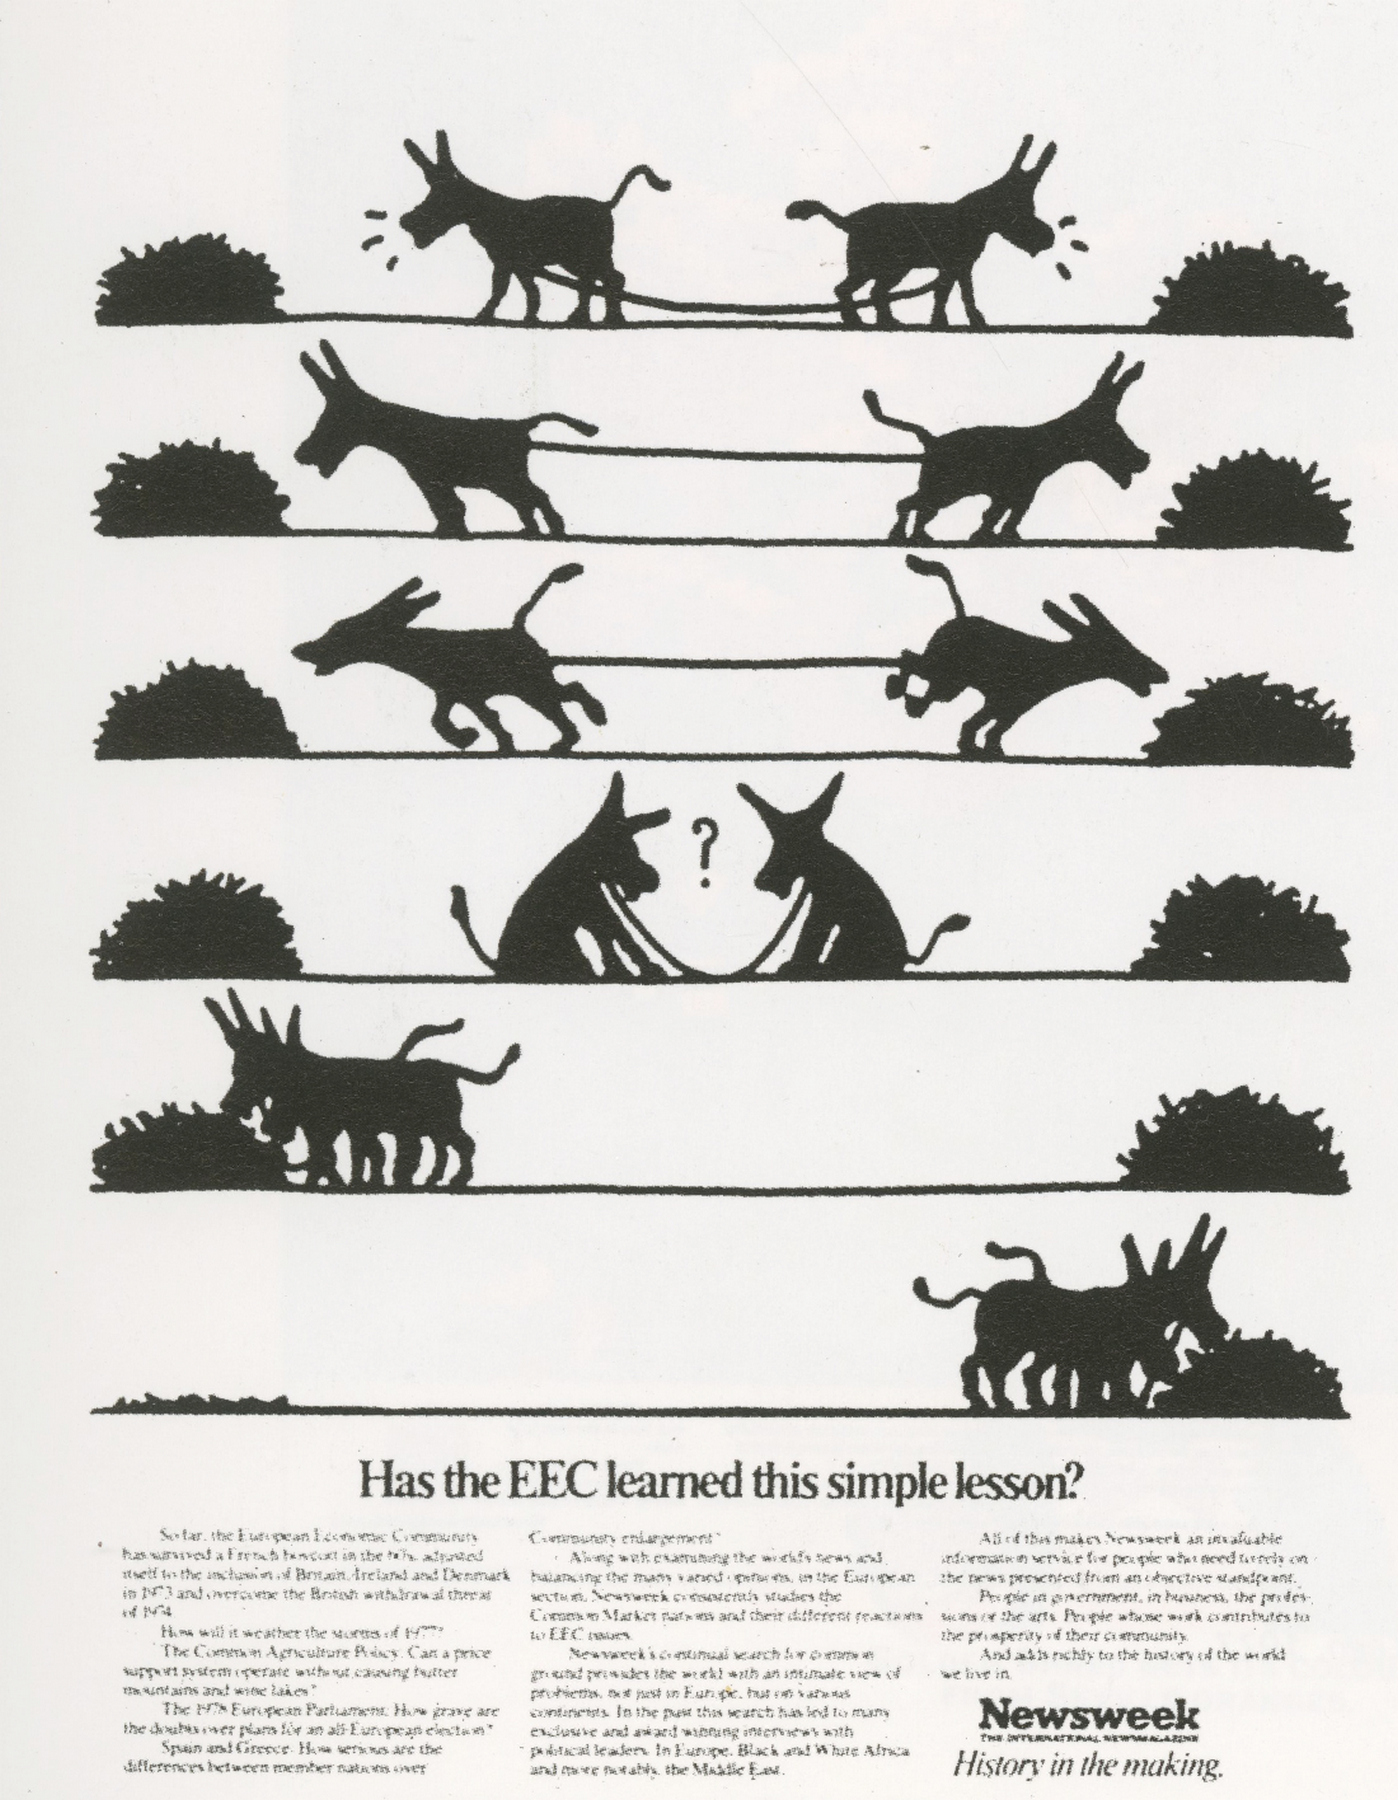 ?
Has the EEC learned this simple lesson?
So far, the European Economic Community
has survived a French boycott in the 60's, adjusted
itself to the inclusion of Britain, Ireland and Denmark
in 1973 and overcome the British withdrawal threat
of 1974.
How will it weather the storms of 1977?
The Common Agriculture Policy. Can a price
support system operate without causing butter
mountains and wine lakes?
The 1978 European Parliament. How grave are
the doubts over plans for an all-European election?
Spain and Greece. How serious are the
differences between member nations over
Community enlargement?
Along with examining the world's news and
balancing the many varied opinions, in the European
section, Newsweek consistently studies the
Common Market nations and their different reactions
to EEC issues.
Newsweek's continual search for common
ground provides the world with an intimate view of
problems, not just in Europe, but on various
continents. In the past this search has led to many
exclusive and award winning interviews with
political leaders. In Europe, Black and White Africa
and more notably, the Middle East.
All of this makes Newsweek an invaluable
information service for people who need to rely on
the news presented from an objective standpoint.
People in government, in business, the profes-
sions or the arts. People whose work contributes to
the prosperity of their community.
And adds richly to the history of the world
we live in.
Newsweek
THE INTERNATIONAL NEWSMAGAZINE
History in the making.